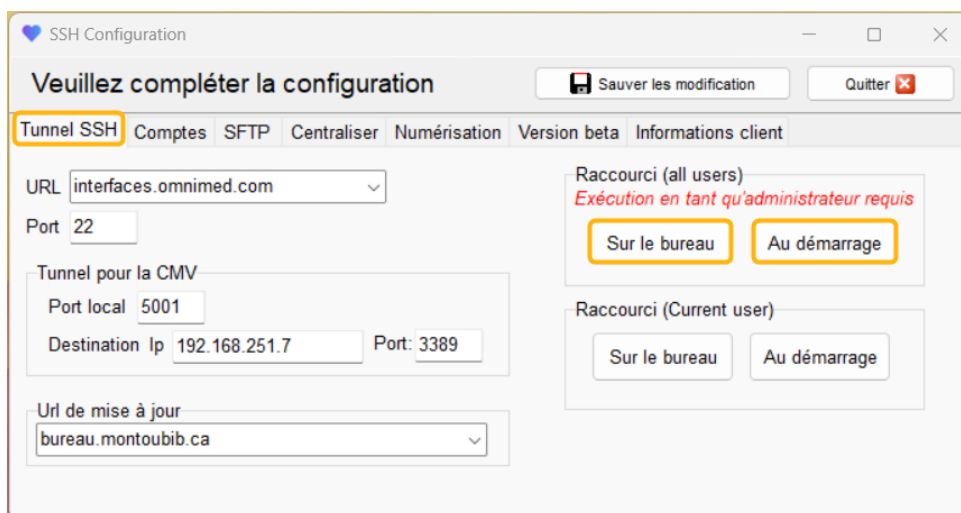 SSH Configuration
Veuillez compléter la configuration
Sauver les modification
Quitter
Tunnel SSH Comptes SFTP Centraliser Numérisation Version beta Informations client
URL interfaces.omnimed.com
Port 22
Tunnel pour la CMV
Port local 5001
Destination Ip 192.168.251.7 Port: 3389
Url de mise à jour
bureau.montoubib.ca
Raccourci (all users)
Exécution en tant qu'administrateur requis
Sur le bureau Au démarrage
Raccourci (Current user)
Sur le bureau Au démarrage